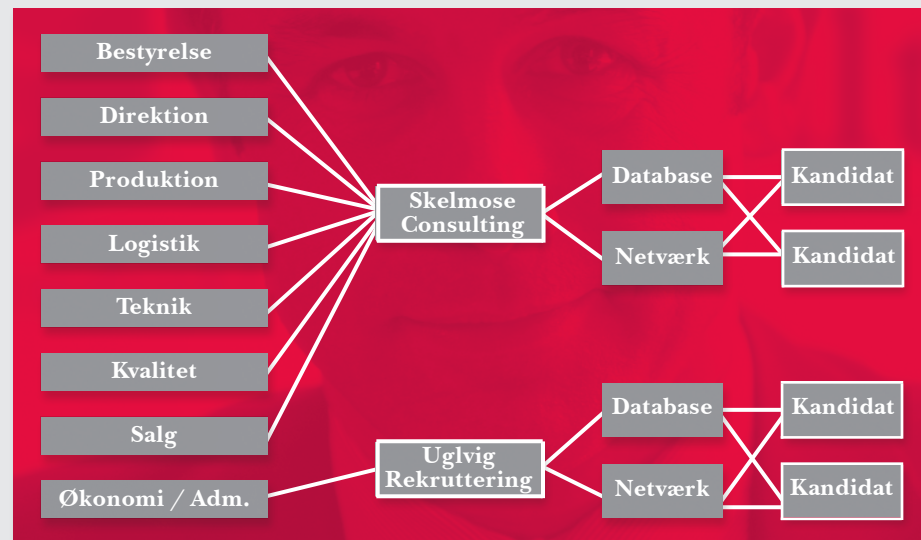 Bestyrelse
Direktion
Produktion
Logistik
Teknik
Kvalitet
Salg
Økonomi / Adm.
Skelmose
Consulting
Database
Netværk
Kandidat
Kandidat
Uglvig
Rekruttering
Database
Netværk
Kandidat
Kandidat